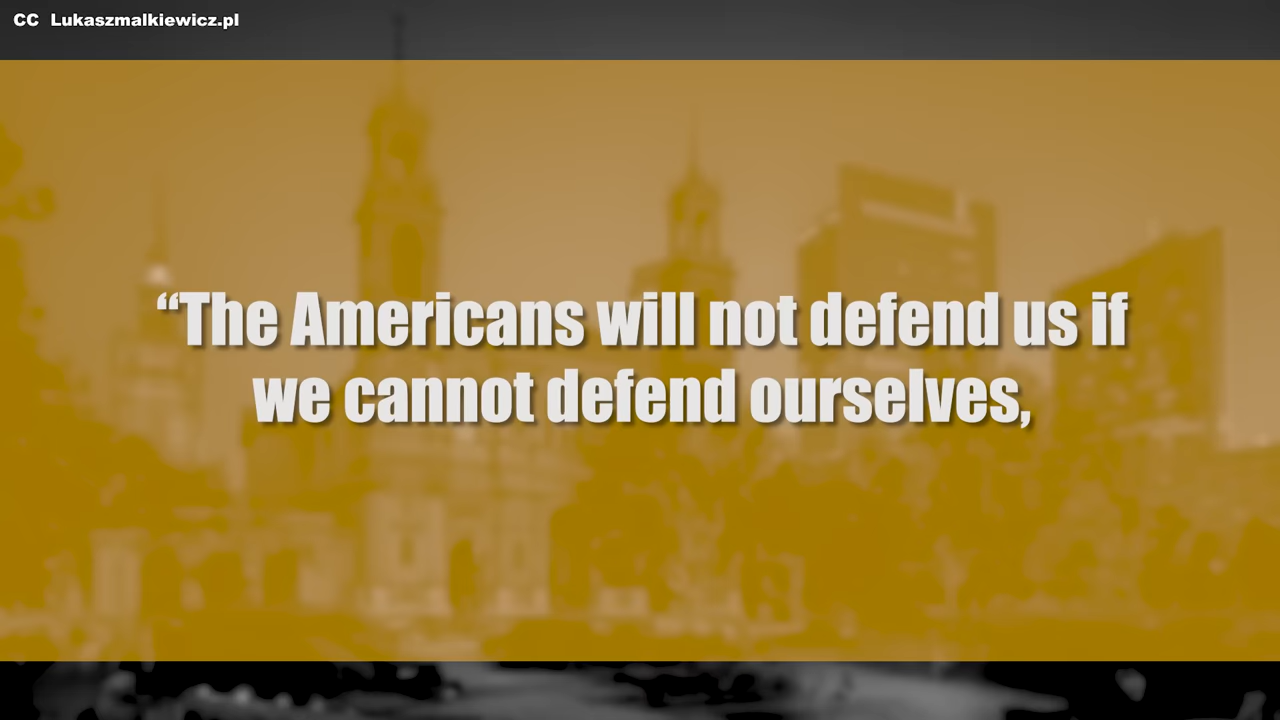 CC Lukaszmalkiewicz.pl
“The Americans will not defend us if
we cannot defend ourselves,